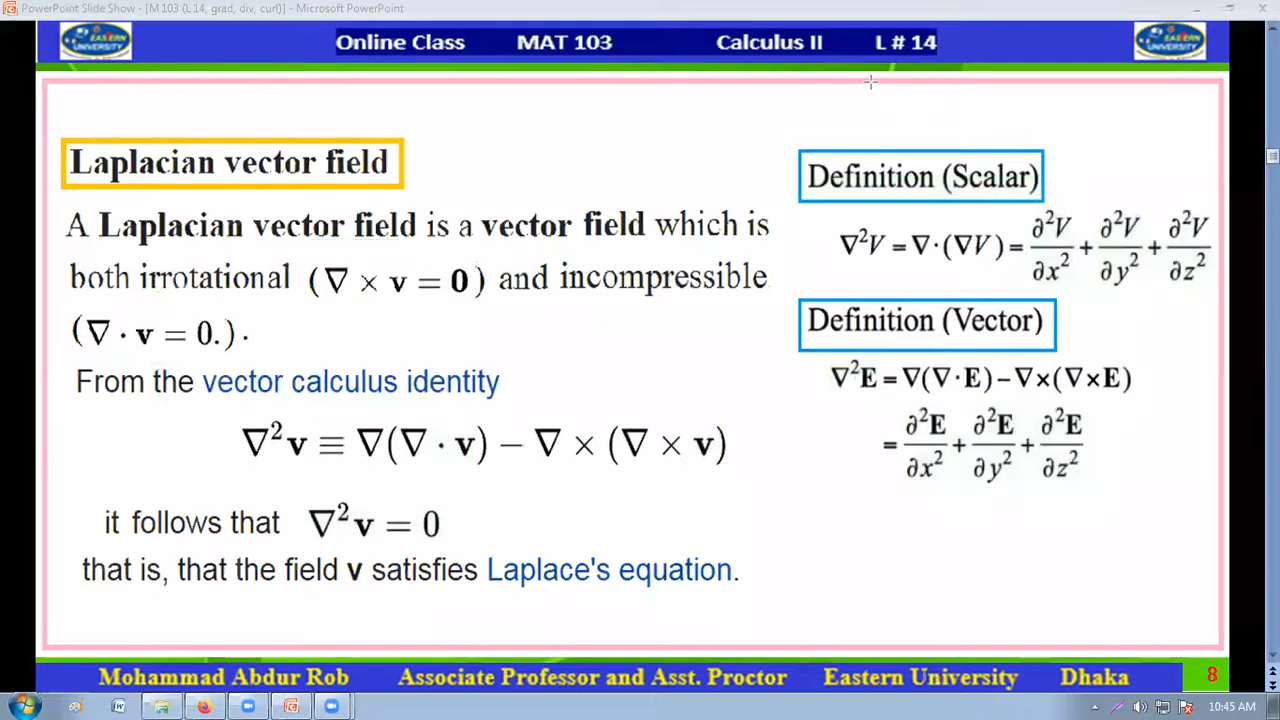 PowerPoint Slide Show - [M 103 (L 14, grad, div, curl)] - Microsoft PowerPoint
EASTERN UNIVERSITY
Online Class MAT 103 Calculus II L # 14
EASTERN UNIVERSITY
Laplacian vector field
A Laplacian vector field is a vector field which is
both irrotational (∇ × v = 0) and incompressible
(∇ · v = 0.) .
From the vector calculus identity
∇²v ≡ ∇(∇ · v) − ∇ × (∇ × v)
it follows that ∇²v = 0
that is, that the field v satisfies Laplace's equation.
Definition (Scalar)
∇²V = ∇·(∇V) = ∂²V/∂x² + ∂²V/∂y² + ∂²V/∂z²
Definition (Vector)
∇²E = ∇(∇·E) − ∇×(∇×E)
= ∂²E/∂x² + ∂²E/∂y² + ∂²E/∂z²
Mohammad Abdur Rob Associate Professor and Asst. Proctor Eastern University Dhaka 8
10:45 AM